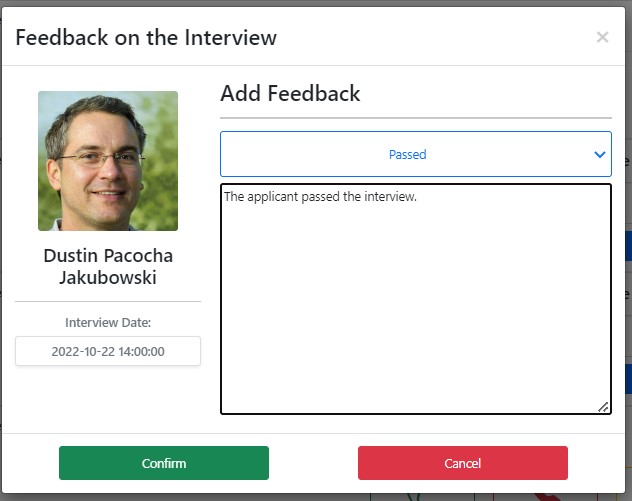 Feedback on the Interview
×
Add Feedback
Passed
The applicant passed the interview.
Dustin Pacocha
Jakubowski
Interview Date:
2022-10-22 14:00:00
Confirm
Cancel